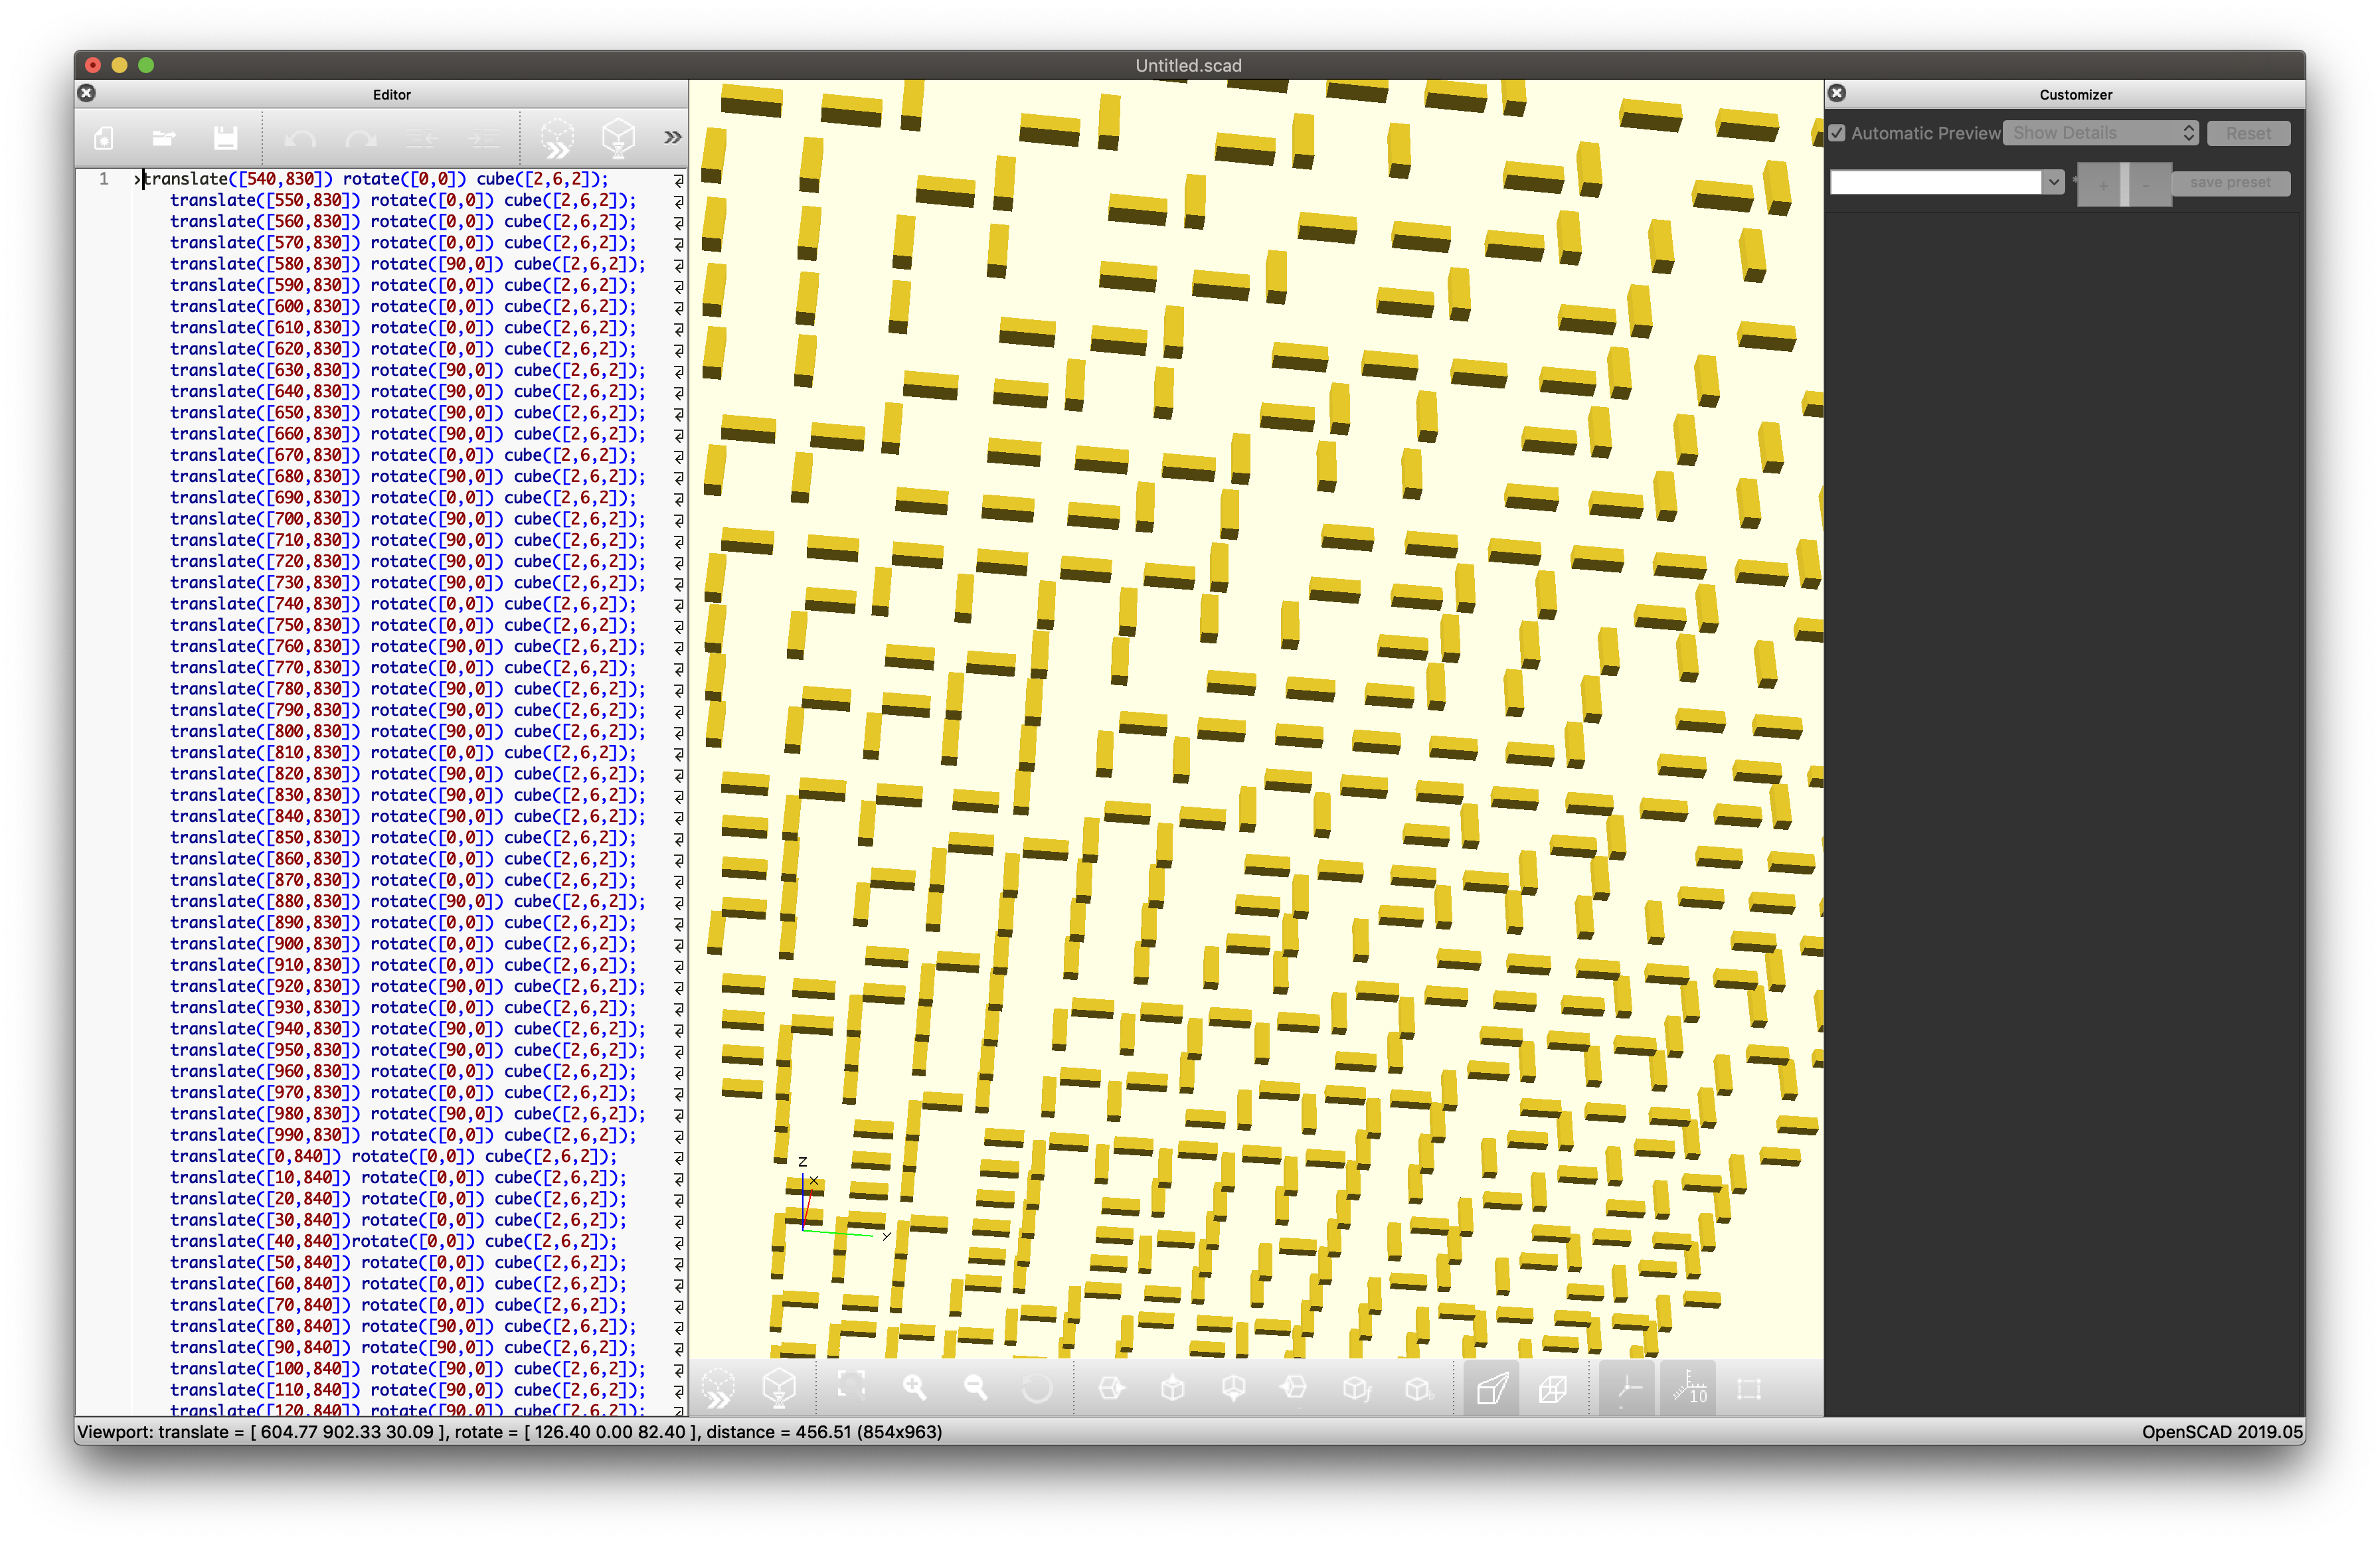 Untitled.scad
Editor
Customizer
Automatic Preview Show Details Reset
+ - save preset
1 translate([540,830]) rotate([0,0]) cube([2,6,2]);
translate([550,830]) rotate([0,0]) cube([2,6,2]);
translate([560,830]) rotate([0,0]) cube([2,6,2]);
translate([570,830]) rotate([0,0]) cube([2,6,2]);
translate([580,830]) rotate([90,0]) cube([2,6,2]);
translate([590,830]) rotate([0,0]) cube([2,6,2]);
translate([600,830]) rotate([0,0]) cube([2,6,2]);
translate([610,830]) rotate([0,0]) cube([2,6,2]);
translate([620,830]) rotate([0,0]) cube([2,6,2]);
translate([630,830]) rotate([90,0]) cube([2,6,2]);
translate([640,830]) rotate([90,0]) cube([2,6,2]);
translate([650,830]) rotate([90,0]) cube([2,6,2]);
translate([660,830]) rotate([90,0]) cube([2,6,2]);
translate([670,830]) rotate([0,0]) cube([2,6,2]);
translate([680,830]) rotate([90,0]) cube([2,6,2]);
translate([690,830]) rotate([0,0]) cube([2,6,2]);
translate([700,830]) rotate([90,0]) cube([2,6,2]);
translate([710,830]) rotate([90,0]) cube([2,6,2]);
translate([720,830]) rotate([90,0]) cube([2,6,2]);
translate([730,830]) rotate([90,0]) cube([2,6,2]);
translate([740,830]) rotate([0,0]) cube([2,6,2]);
translate([750,830]) rotate([0,0]) cube([2,6,2]);
translate([760,830]) rotate([90,0]) cube([2,6,2]);
translate([770,830]) rotate([0,0]) cube([2,6,2]);
translate([780,830]) rotate([90,0]) cube([2,6,2]);
translate([790,830]) rotate([90,0]) cube([2,6,2]);
translate([800,830]) rotate([90,0]) cube([2,6,2]);
translate([810,830]) rotate([0,0]) cube([2,6,2]);
translate([820,830]) rotate([90,0]) cube([2,6,2]);
translate([830,830]) rotate([90,0]) cube([2,6,2]);
translate([840,830]) rotate([90,0]) cube([2,6,2]);
translate([850,830]) rotate([0,0]) cube([2,6,2]);
translate([860,830]) rotate([0,0]) cube([2,6,2]);
translate([870,830]) rotate([0,0]) cube([2,6,2]);
translate([880,830]) rotate([90,0]) cube([2,6,2]);
translate([890,830]) rotate([0,0]) cube([2,6,2]);
translate([900,830]) rotate([0,0]) cube([2,6,2]);
translate([910,830]) rotate([0,0]) cube([2,6,2]);
translate([920,830]) rotate([90,0]) cube([2,6,2]);
translate([930,830]) rotate([0,0]) cube([2,6,2]);
translate([940,830]) rotate([90,0]) cube([2,6,2]);
translate([950,830]) rotate([90,0]) cube([2,6,2]);
translate([960,830]) rotate([0,0]) cube([2,6,2]);
translate([970,830]) rotate([0,0]) cube([2,6,2]);
translate([980,830]) rotate([90,0]) cube([2,6,2]);
translate([990,830]) rotate([0,0]) cube([2,6,2]);
translate([0,840]) rotate([0,0]) cube([2,6,2]);
translate([10,840]) rotate([0,0]) cube([2,6,2]);
translate([20,840]) rotate([0,0]) cube([2,6,2]);
translate([30,840]) rotate([0,0]) cube([2,6,2]);
translate([40,840])rotate([0,0]) cube([2,6,2]);
translate([50,840]) rotate([0,0]) cube([2,6,2]);
translate([60,840]) rotate([0,0]) cube([2,6,2]);
translate([70,840]) rotate([0,0]) cube([2,6,2]);
translate([80,840]) rotate([90,0]) cube([2,6,2]);
translate([90,840]) rotate([90,0]) cube([2,6,2]);
translate([100,840]) rotate([90,0]) cube([2,6,2]);
translate([110,840]) rotate([90,0]) cube([2,6,2]);
translate([120,840]) rotate([90,0]) cube([2,6,2]);
Z
X
Y
10
Viewport: translate = [ 604.77 902.33 30.09 ], rotate = [ 126.40 0.00 82.40 ], distance = 456.51 (854x963)
OpenSCAD 2019.05